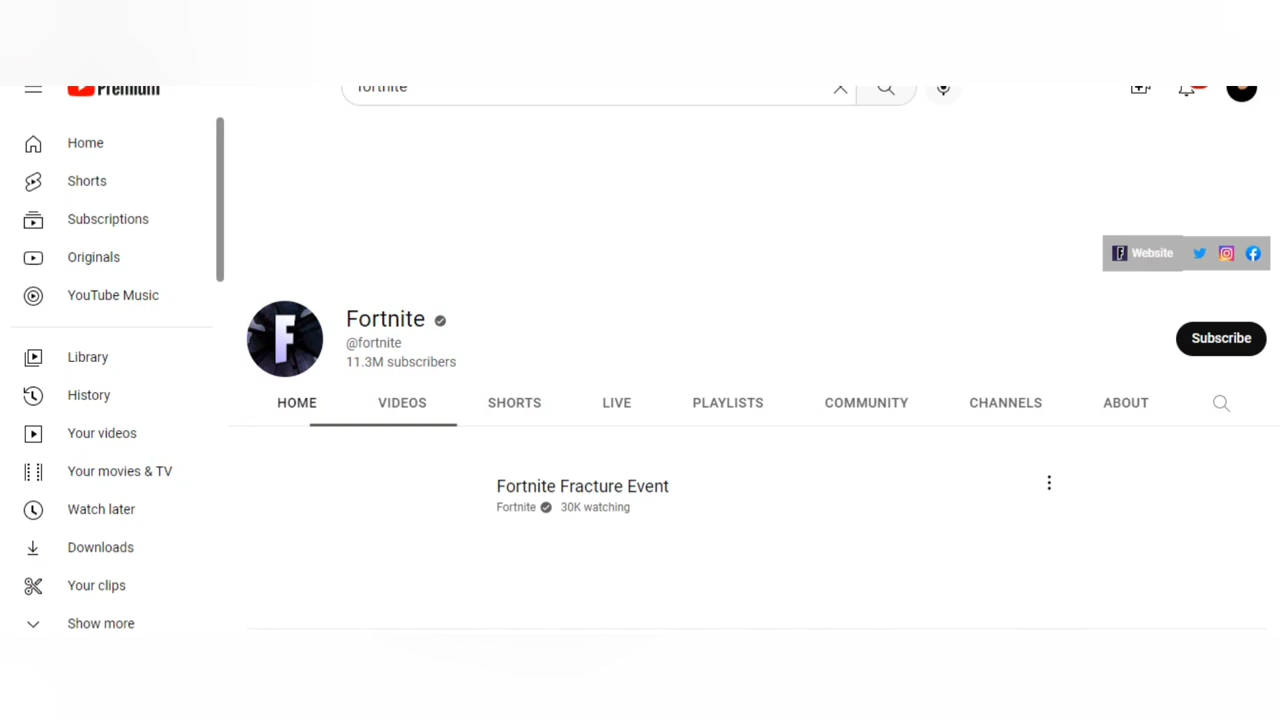 Premium
fortnite
Home
Shorts
Subscriptions
Originals
YouTube Music
Library
History
Your videos
Your movies & TV
Watch later
Downloads
Your clips
Show more
Website
Fortnite
@fortnite
11.3M subscribers
Subscribe
HOME VIDEOS SHORTS LIVE PLAYLISTS COMMUNITY CHANNELS ABOUT
Fortnite Fracture Event
Fortnite 30K watching